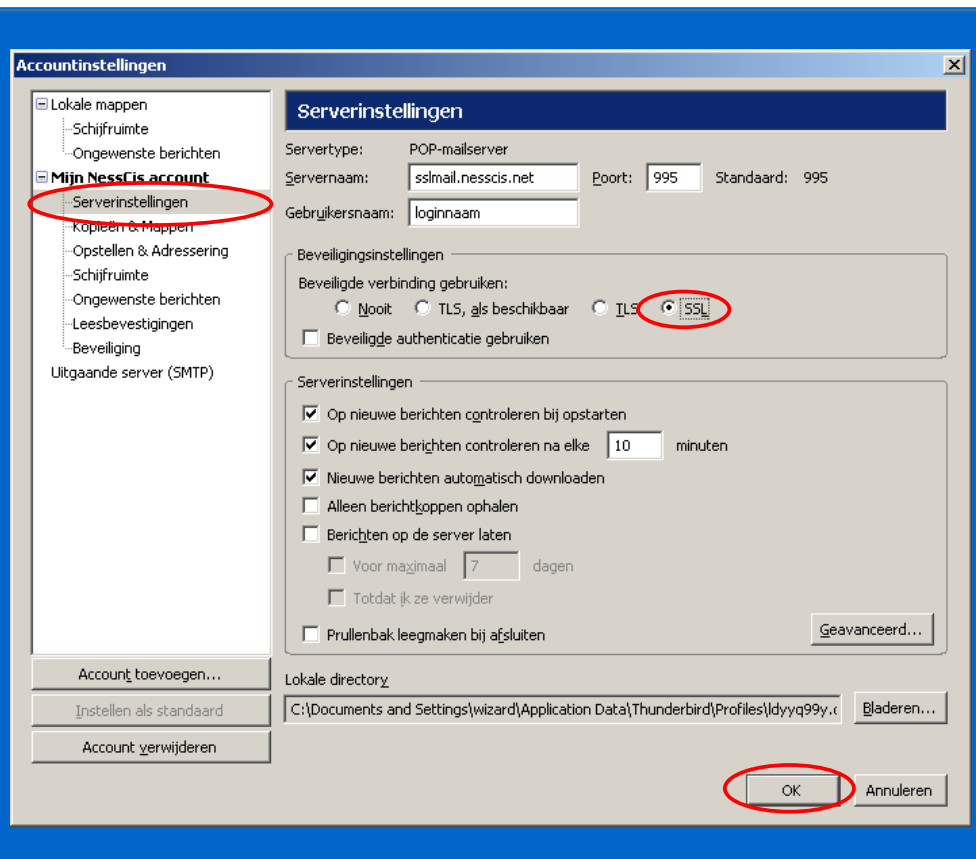 Accountinstellingen
Lokale mappen
Schijfruimte
Ongewenste berichten
Mijn NessCis account
Serverinstellingen
Kopieën & Mappen
Opstellen & Adressering
Schijfruimte
Ongewenste berichten
Leesbevestigingen
Beveiliging
Uitgaande server (SMTP)
Account toevoegen...
Instellen als standaard
Account verwijderen
Serverinstellingen
Servertype: POP-mailserver
Servernaam: sslmail.nesscis.net Poort: 995 Standaard: 995
Gebruikersnaam: loginnaam
Beveiligingsinstellingen
Beveiligde verbinding gebruiken:
Nooit TLS, als beschikbaar TLS SSL
Beveiligde authenticatie gebruiken
Serverinstellingen
Op nieuwe berichten controleren bij opstarten
Op nieuwe berichten controleren na elke 10 minuten
Nieuwe berichten automatisch downloaden
Alleen berichtkoppen ophalen
Berichten op de server laten
Voor maximaal 7 dagen
Totdat ik ze verwijder
Prullenbak leegmaken bij afsluiten
Geavanceerd...
Lokale directory
C:\Documents and Settings\wizard\Application Data\Thunderbird\Profiles\ldyyq99y. Bladeren...
OK Annuleren